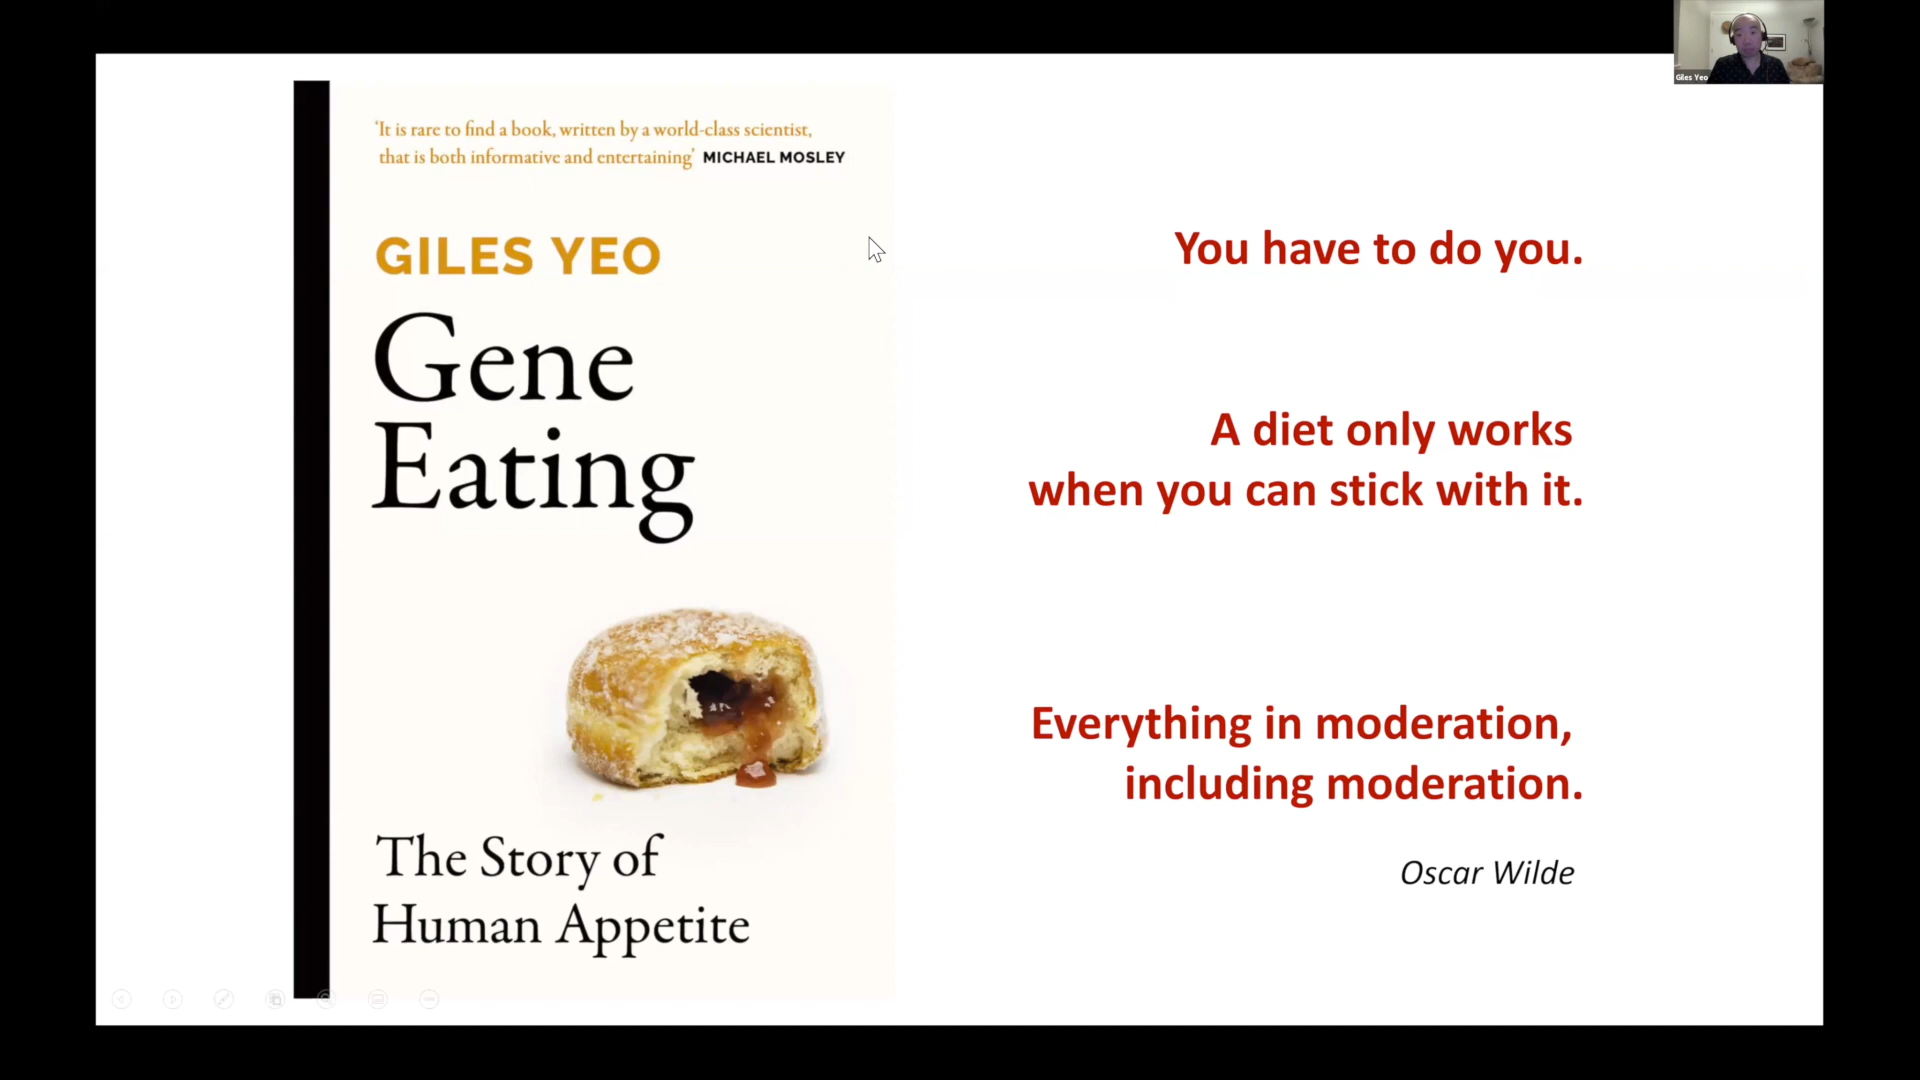 'It is rare to find a book, written by a world-class scientist,
that is both informative and entertaining' MICHAEL MOSLEY
GILES YEO
Gene
Eating
The Story of
Human Appetite
You have to do you.
A diet only works
when you can stick with it.
Everything in moderation,
including moderation.
Oscar Wilde
Giles Yeo